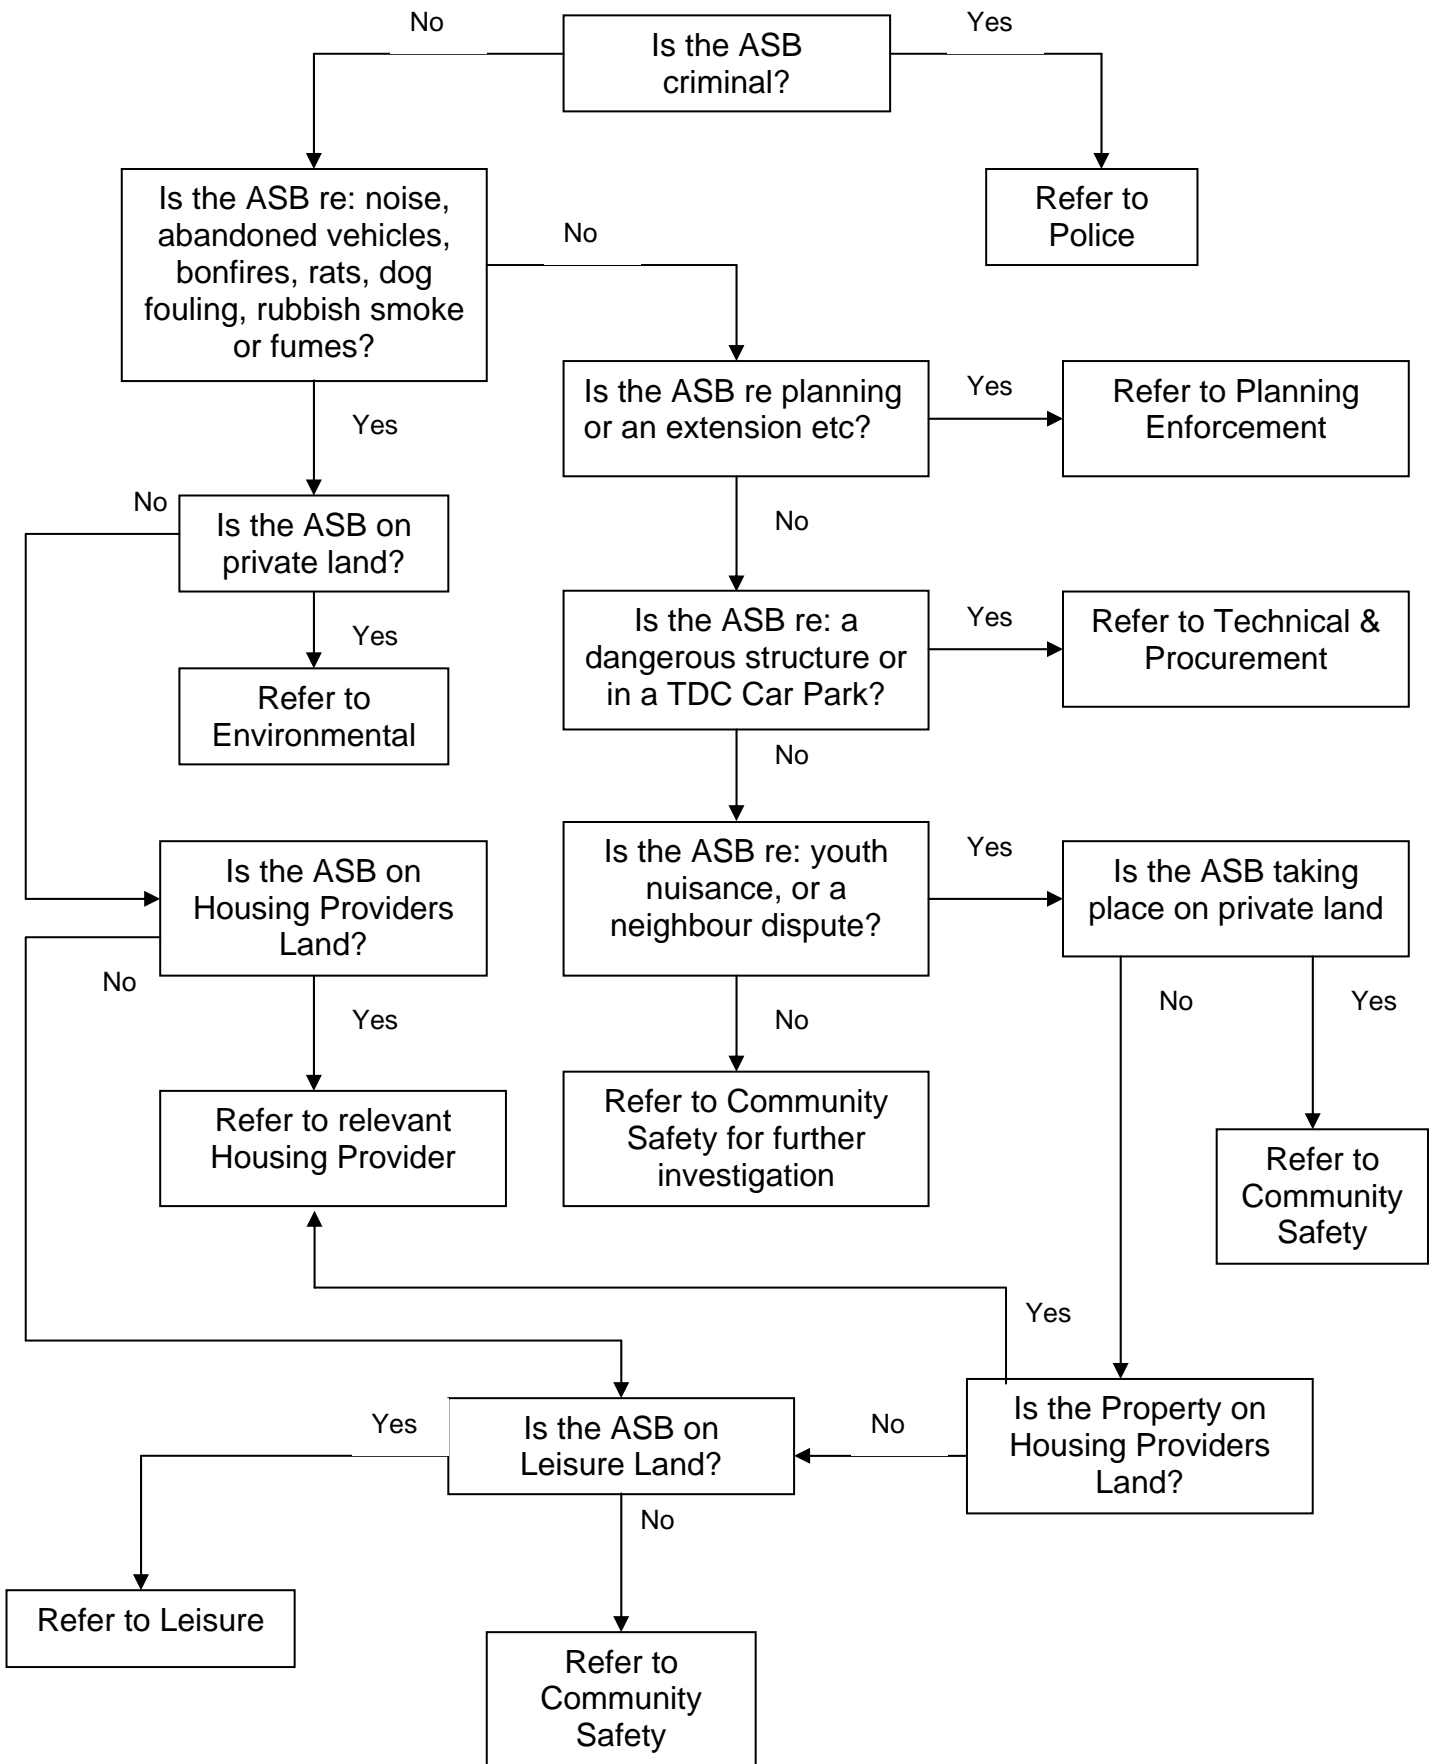 No
Yes
Is the ASB
criminal?
Is the ASB re: noise,
abandoned vehicles,
bonfires, rats, dog
fouling, rubbish smoke
or fumes?
No
Refer to
Police
Is the ASB re planning
or an extension etc?
Yes
Refer to Planning
Enforcement
Yes
No
No
Is the ASB on
private land?
Is the ASB re: a
dangerous structure or
in a TDC Car Park?
Yes
Refer to Technical &
Procurement
Yes
Refer to
Environmental
No
Is the ASB on
Housing Providers
Land?
Is the ASB re: youth
nuisance, or a
neighbour dispute?
Yes
Is the ASB taking
place on private land
No
Yes
No
No
Yes
Refer to relevant
Housing Provider
Refer to Community
Safety for further
investigation
Refer to
Community
Safety
Yes
Yes
Is the ASB on
Leisure Land?
No
Is the Property on
Housing Providers
Land?
No
Refer to Leisure
Refer to
Community
Safety